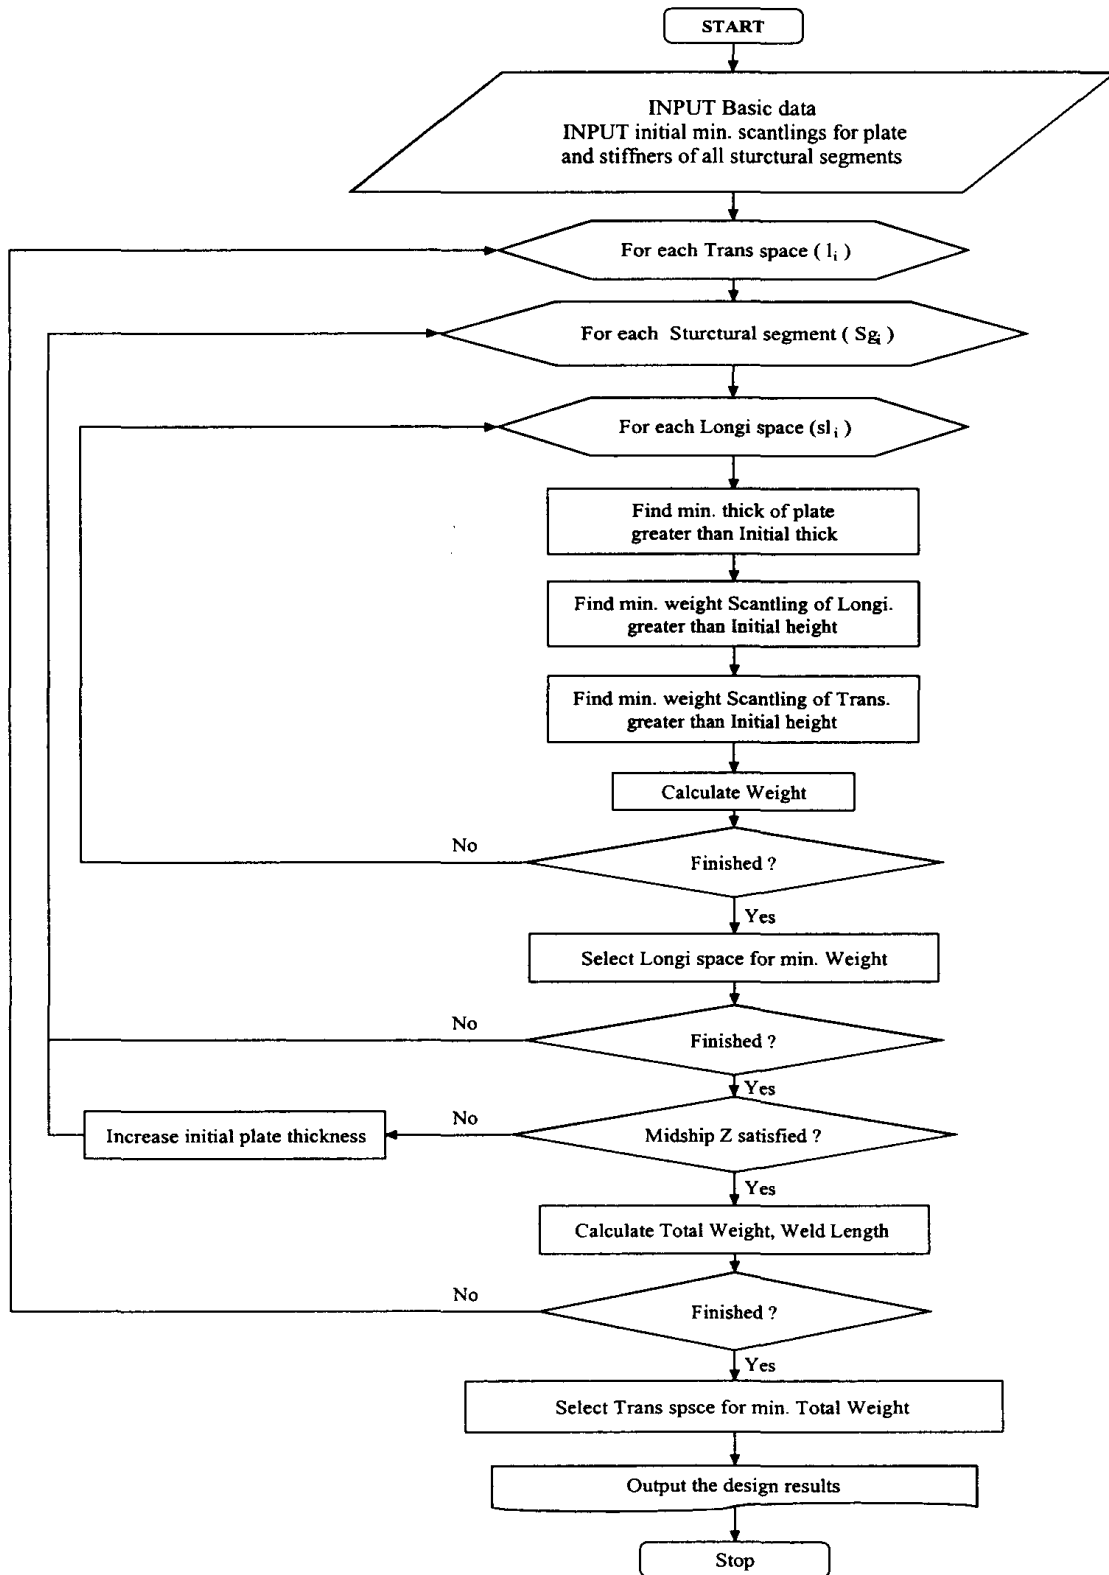 START
INPUT Basic data
INPUT initial min. scantlings for plate
and stiffners of all sturctural segments
For each Trans space ( l i )
For each Sturctural segment ( Sg i )
For each Longi space (sl i )
Find min. thick of plate
greater than Initial thick
Find min. weight Scantling of Longi.
greater than Initial height
Find min. weight Scantling of Trans.
greater than Initial height
Calculate Weight
No
Finished ?
Yes
Select Longi space for min. Weight
No
Finished ?
Yes
Increase initial plate thickness
No
Midship Z satisfied ?
Yes
Calculate Total Weight, Weld Length
No
Finished ?
Yes
Select Trans spsce for min. Total Weight
Output the design results
Stop